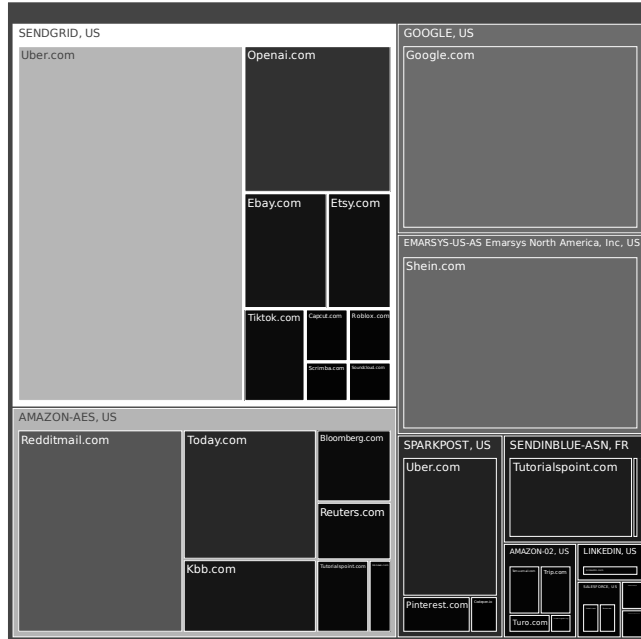 SENDGRID, US
Uber.com
Openai.com
Ebay.com
Etsy.com
Tiktok.com
Capcut.com
Roblox.com
Scrimba.com
Soundcloud.com
GOOGLE, US
Google.com
EMARSYS-US-AS Emarsys North America, Inc, US
Shein.com
AMAZON-AES, US
Redditmail.com
Today.com
Bloomberg.com
Reuters.com
Kbb.com
Tutorialspoint.com
SPARKPOST, US
Uber.com
Pinterest.com
SENDINBLUE-ASN, FR
Tutorialspoint.com
AMAZON-02, US
Trip.com
Turo.com
LINKEDIN, US
SALESFORCE, US